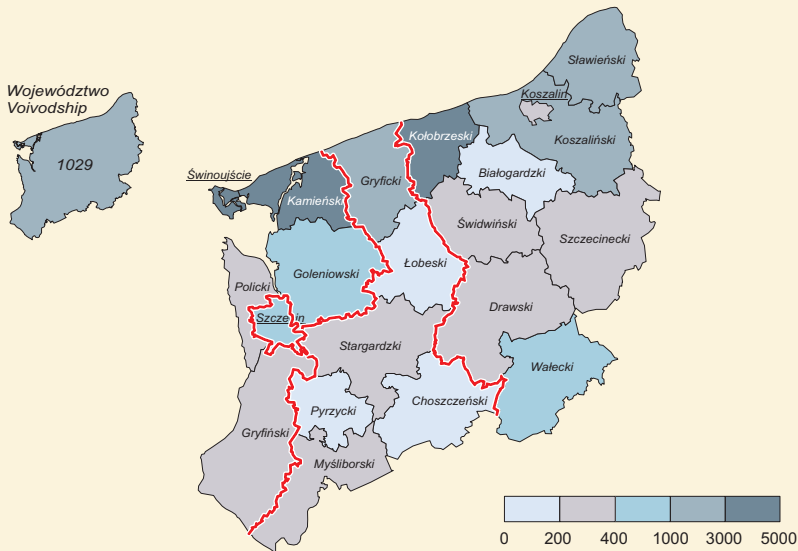 Sławieński
Województwo
Voivodship
Koszalin
Kołobrzeski
Koszaliński
1029
Świnoujście
Gryficki
Białogardzki
Kamieński
Świdwiński
Szczecinecki
Łobeski
Goleniowski
Policki
Drawski
Szczecin
Stargardzki
Wałecki
Choszczeński
Pyrzycki
Gryfiński
Myśliborski
0 200 400 1000 3000 5000